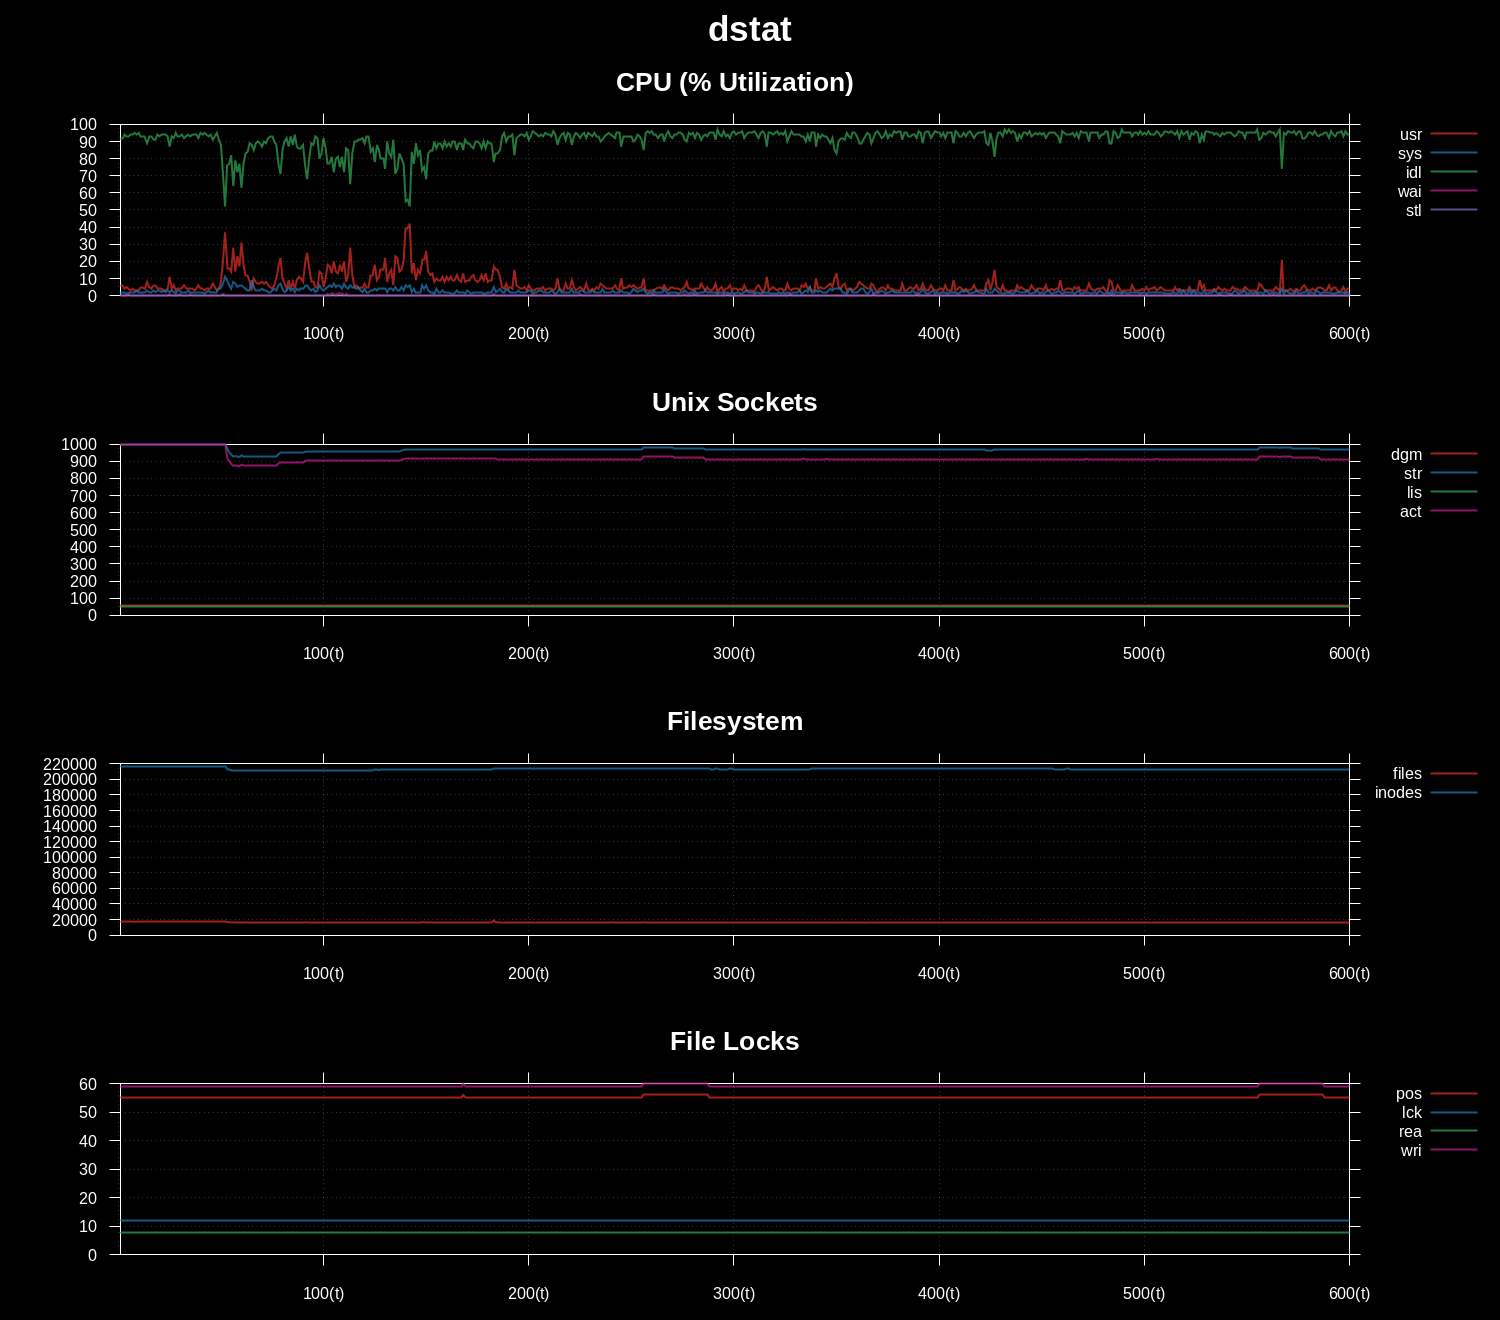 dstat
CPU (% Utilization)
100
90
80
70
60
50
40
30
20
10
0
100(t) 200(t) 300(t) 400(t) 500(t) 600(t)
usr
sys
idl
wai
stl
Unix Sockets
1000
900
800
700
600
500
400
300
200
100
0
100(t) 200(t) 300(t) 400(t) 500(t) 600(t)
dgm
str
lis
act
Filesystem
220000
200000
180000
160000
140000
120000
100000
80000
60000
40000
20000
0
100(t) 200(t) 300(t) 400(t) 500(t) 600(t)
files
inodes
File Locks
60
50
40
30
20
10
0
100(t) 200(t) 300(t) 400(t) 500(t) 600(t)
pos
lck
rea
wri